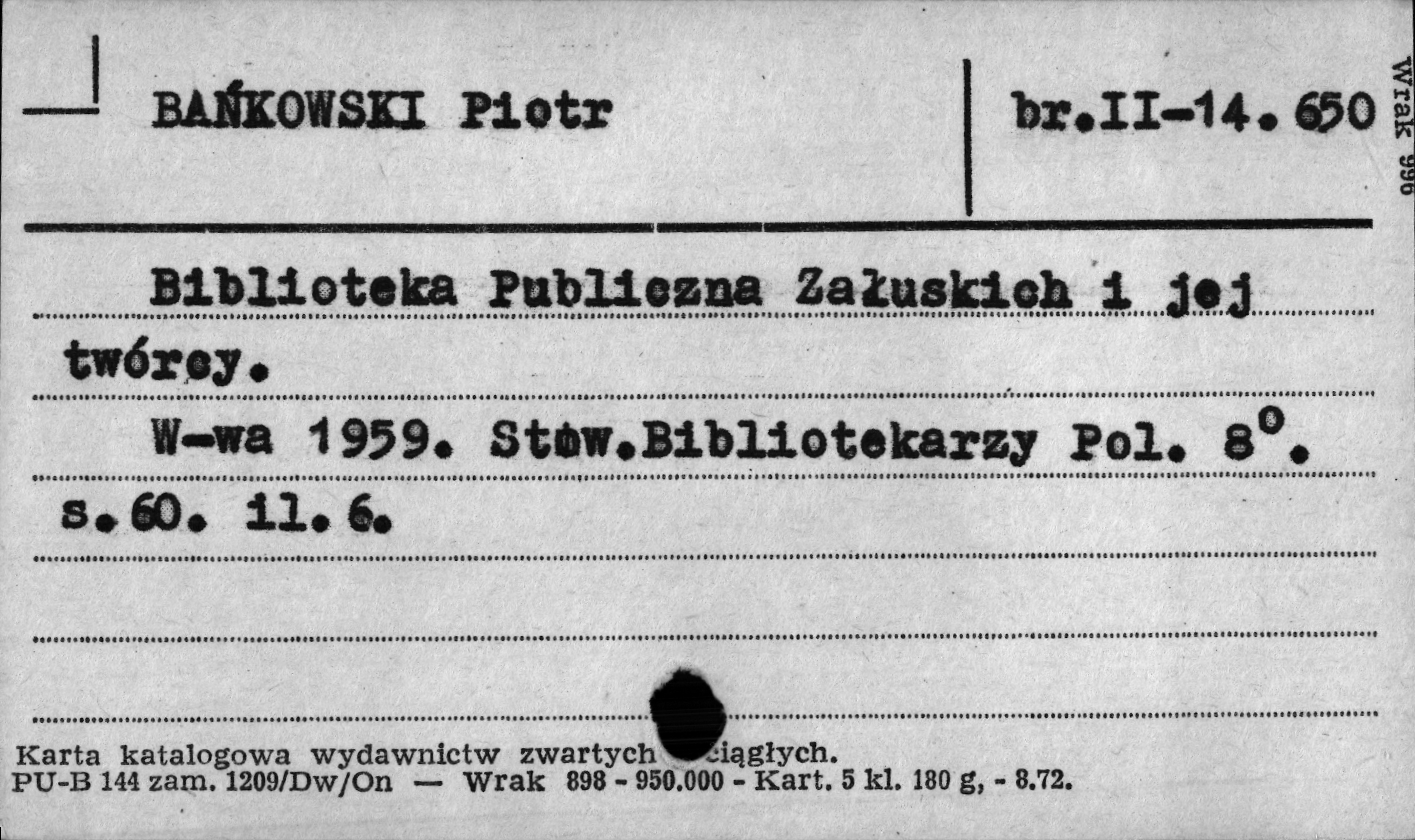 BAŃKOWSKI Piotr
br.II-14.650
Wrak 996
Biblioteka Publiczna Załuskich i jej
twórcy.
W-wa 1959. Stow.Bibliotekarzy Pol. 8º.
s.60. il.6.
Karta katalogowa wydawnictw zwartych ciągłych.
PU-B 144 zam. 1209/Dw/On — Wrak 898 - 950.000 - Kart. 5 kl. 180 g, - 8.72.